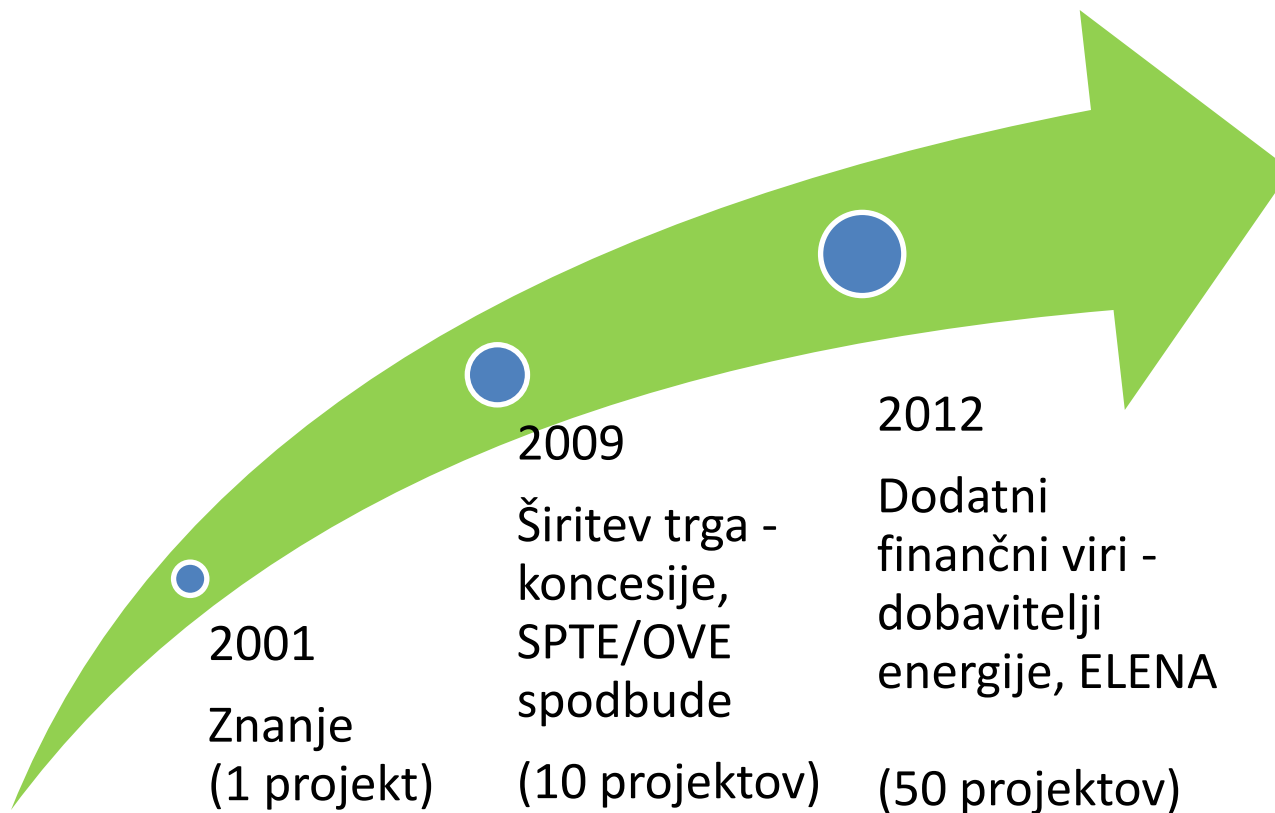 2001
Znanje
(1 projekt)
2009
Širitev trga -
koncesije,
SPTE/OVE
spodbude
(10 projektov)
2012
Dodatni
finančni viri -
dobavitelji
energije, ELENA
(50 projektov)